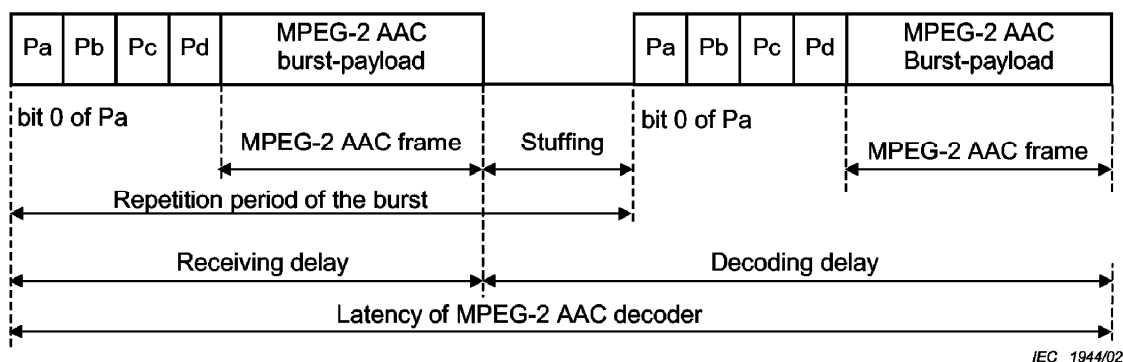 Pa Pb Pc Pd MPEG-2 AAC burst-payload Pa Pb Pc Pd MPEG-2 AAC Burst-payload
bit 0 of Pa bit 0 of Pa
MPEG-2 AAC frame Stuffing MPEG-2 AAC frame
Repetition period of the burst
Receiving delay Decoding delay
Latency of MPEG-2 AAC decoder
IEC 1944/02